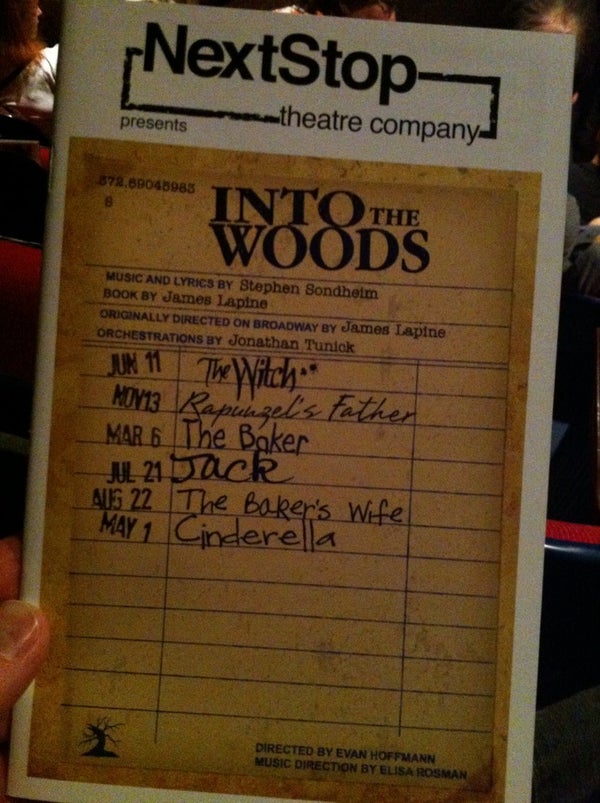 NextStop
theatre company
presents
372.69045983
8
INTO THE
WOODS
MUSIC AND LYRICS BY Stephen Sondheim
BOOK BY James Lapine
ORIGINALLY DIRECTED ON BROADWAY BY James Lapine
ORCHESTRATIONS BY Jonathan Tunick
JUN 11 The Witch
NOV 13 Rapunzel's Father
MAR 6 The Baker
JUL 21 Jack
AUG 22 The Baker's Wife
MAY 1 Cinderella
DIRECTED BY EVAN HOFFMANN
MUSIC DIRECTION BY ELISA ROSMAN